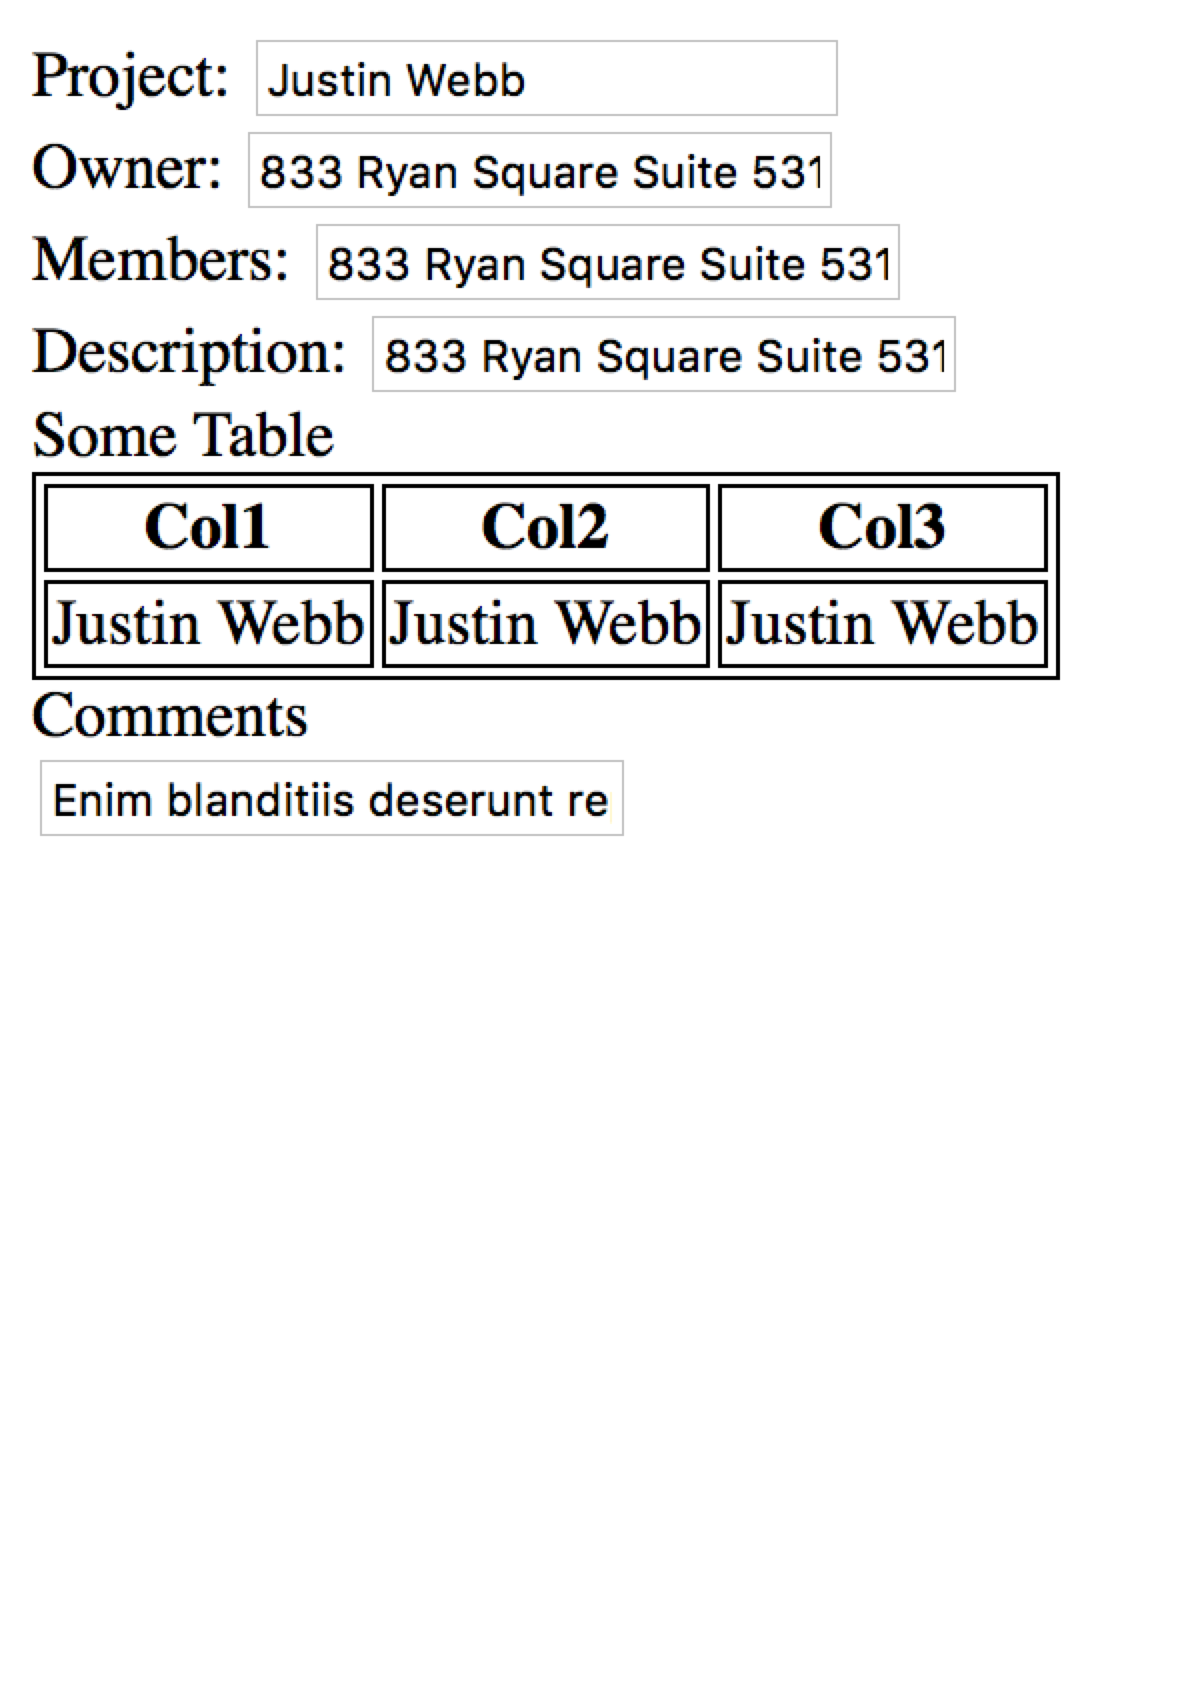 Project: Justin Webb
Owner: 833 Ryan Square Suite 531
Members: 833 Ryan Square Suite 531
Description: 833 Ryan Square Suite 531
Some Table
Col1 Col2 Col3
Justin Webb Justin Webb Justin Webb
Comments
Enim blanditiis deserunt re